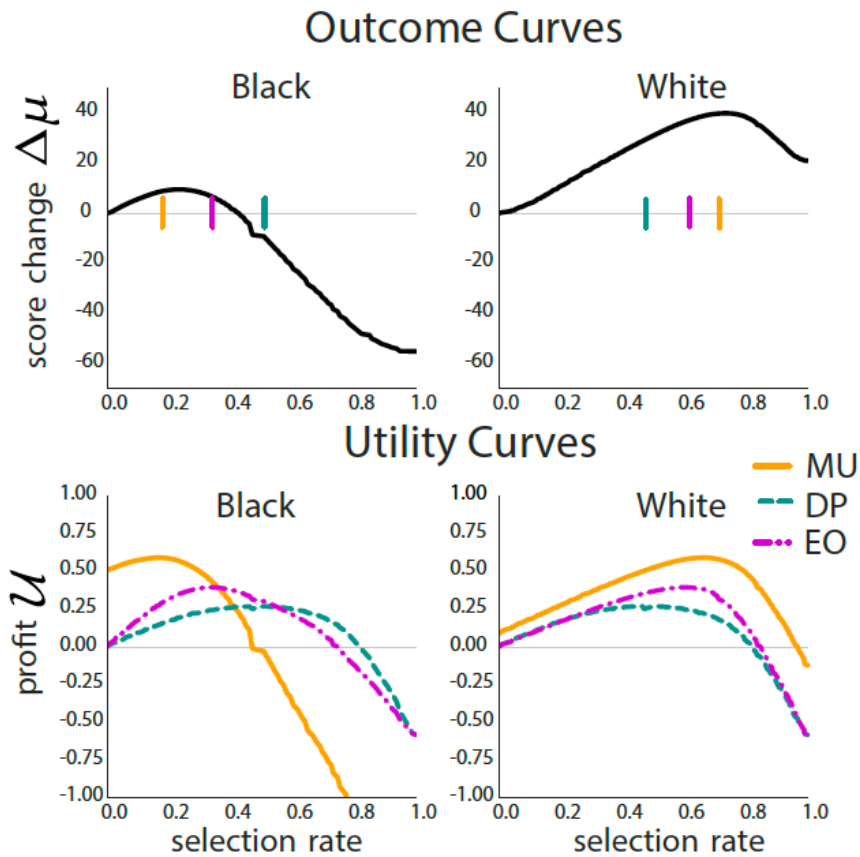 Outcome Curves
Black
White
score change Δμ
40
20
0
-20
-40
-60
0.0 0.2 0.4 0.6 0.8 1.0
40
20
0
-20
-40
-60
0.0 0.2 0.4 0.6 0.8 1.0
Utility Curves
MU
DP
EO
Black
White
profit U
1.00
0.75
0.50
0.25
0.00
-0.25
-0.50
-0.75
-1.00
0.0 0.2 0.4 0.6 0.8 1.0
selection rate
1.00
0.75
0.50
0.25
0.00
-0.25
-0.50
-0.75
-1.00
0.0 0.2 0.4 0.6 0.8 1.0
selection rate